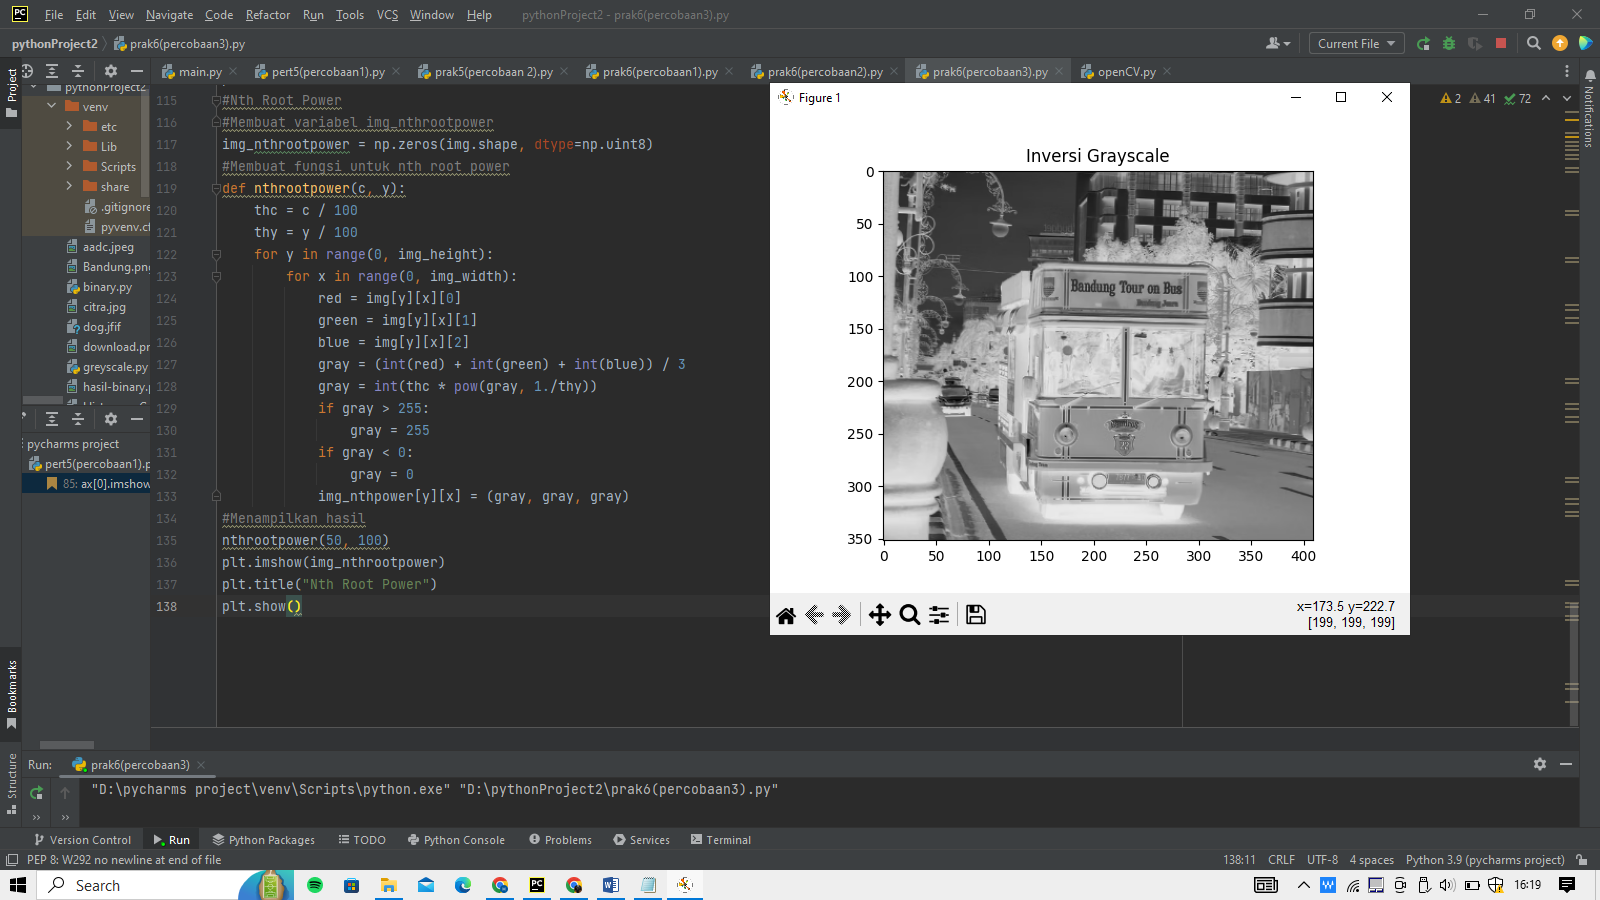 File Edit View Navigate Code Refactor Run Tools VCS Window Help pythonProject2 - prak6(percobaan3).py
pythonProject2 prak6(percobaan3).py Current File
main.py pert5(percobaan1).py prak5(percobaan 2).py prak6(percobaan1).py prak6(percobaan2).py prak6(percobaan3).py openCV.py
Project
pythonProject2
venv
etc
Lib
Scripts
share
.gitignore
pyvenv.cf
aadc.jpeg
Bandung.png
binary.py
citra.jpg
dog.jfif
download.pr
greyscale.py
hasil-binary.p
pycharms project
pert5(percobaan1).p
85: ax[0].imshow
Bookmarks
Structure
Notifications
2 41 72
115 #Nth Root Power
116 #Membuat variabel img_nthrootpower
117 img_nthrootpower = np.zeros(img.shape, dtype=np.uint8)
118 #Membuat fungsi untuk nth root power
119 def nthrootpower(c, y):
120 thc = c / 100
121 thy = y / 100
122 for y in range(0, img_height):
123 for x in range(0, img_width):
124 red = img[y][x][0]
125 green = img[y][x][1]
126 blue = img[y][x][2]
127 gray = (int(red) + int(green) + int(blue)) / 3
128 gray = int(thc * pow(gray, 1./thy))
129 if gray > 255:
130 gray = 255
131 if gray < 0:
132 gray = 0
133 img_nthpower[y][x] = (gray, gray, gray)
134 #Menampilkan hasil
135 nthrootpower(50, 100)
136 plt.imshow(img_nthrootpower)
137 plt.title("Nth Root Power")
138 plt.show()
Figure 1
Inversi Grayscale
0
50
100
150
200
250
300
350
0 50 100 150 200 250 300 350 400
Bandung Tour on Bus
x=173.5 y=222.7
[199, 199, 199]
Run: prak6(percobaan3)
"D:\pycharms project\venv\Scripts\python.exe" "D:\pythonProject2\prak6(percobaan3).py"
Version Control Run Python Packages TODO Python Console Problems Services Terminal
PEP 8: W292 no newline at end of file 138:11 CRLF UTF-8 4 spaces Python 3.9 (pycharms project)
Search 16:19